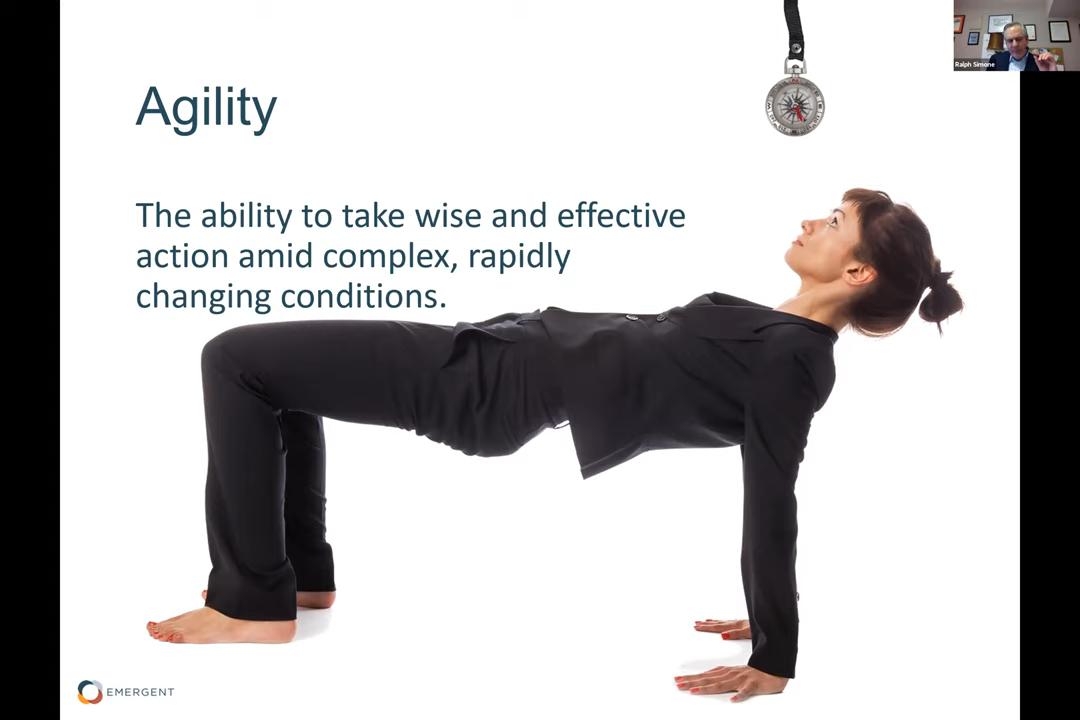 Ralph Simone
Agility
The ability to take wise and effective
action amid complex, rapidly
changing conditions.
EMERGENT